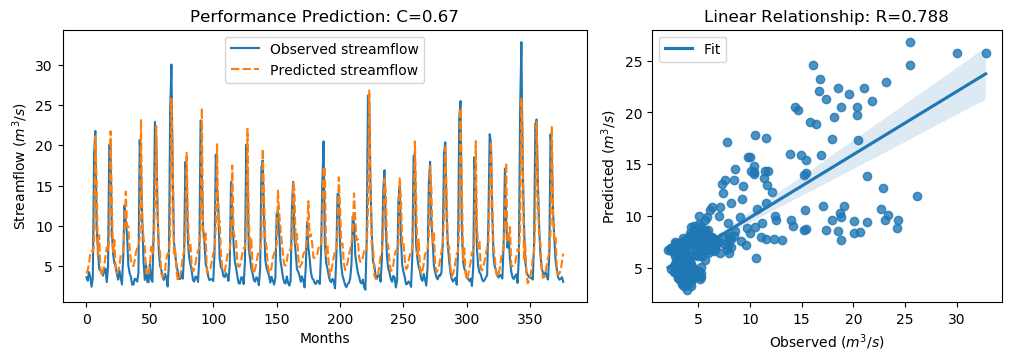 Performance Prediction: C=0.67
Observed streamflow
Predicted streamflow
Streamflow (m³/s)
30
25
20
15
10
5
0 50 100 150 200 250 300 350
Months
Linear Relationship: R=0.788
Fit
Predicted (m³/s)
25
20
15
10
5
5 10 15 20 25 30
Observed (m³/s)